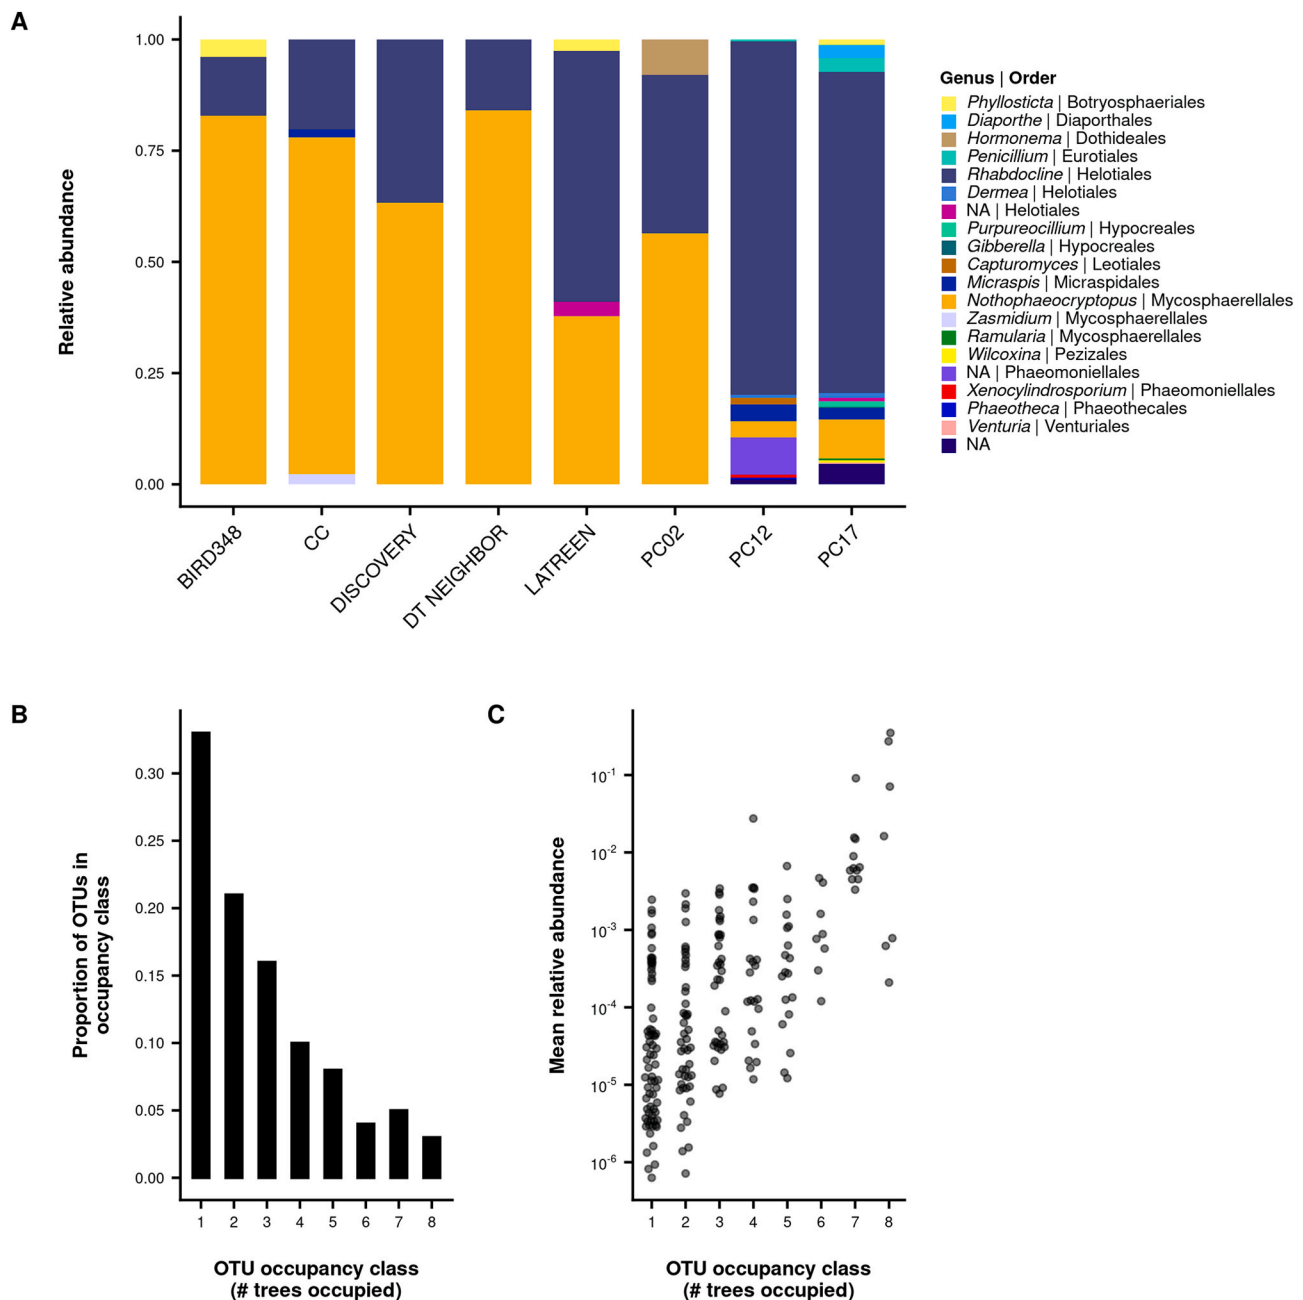 A
1.00
0.75
0.50
0.25
0.00
Relative abundance
BIRD348
CC
DISCOVERY
DT NEIGHBOR
LATREEN
PC02
PC12
PC17
Genus | Order
Phyllosticta | Botryosphaeriales
Diaporthe | Diaporthales
Hormonema | Dothideales
Penicillium | Eurotiales
Rhabdocline | Helotiales
Dermea | Helotiales
NA | Helotiales
Purpureocillium | Hypocreales
Gibberella | Hypocreales
Capturomyces | Leotiales
Micraspis | Micraspidales
Nothophaeocryptopus | Mycosphaerellales
Zasmidium | Mycosphaerellales
Ramularia | Mycosphaerellales
Wilcoxina | Pezizales
NA | Phaeomoniellales
Xenocylindrosporium | Phaeomoniellales
Phaeotheca | Phaeothecales
Venturia | Venturiales
NA
B
0.30
0.25
0.20
0.15
0.10
0.05
0.00
Proportion of OTUs in
occupancy class
1 2 3 4 5 6 7 8
OTU occupancy class
(# trees occupied)
C
10⁻¹
10⁻²
10⁻³
10⁻⁴
10⁻⁵
10⁻⁶
Mean relative abundance
1 2 3 4 5 6 7 8
OTU occupancy class
(# trees occupied)